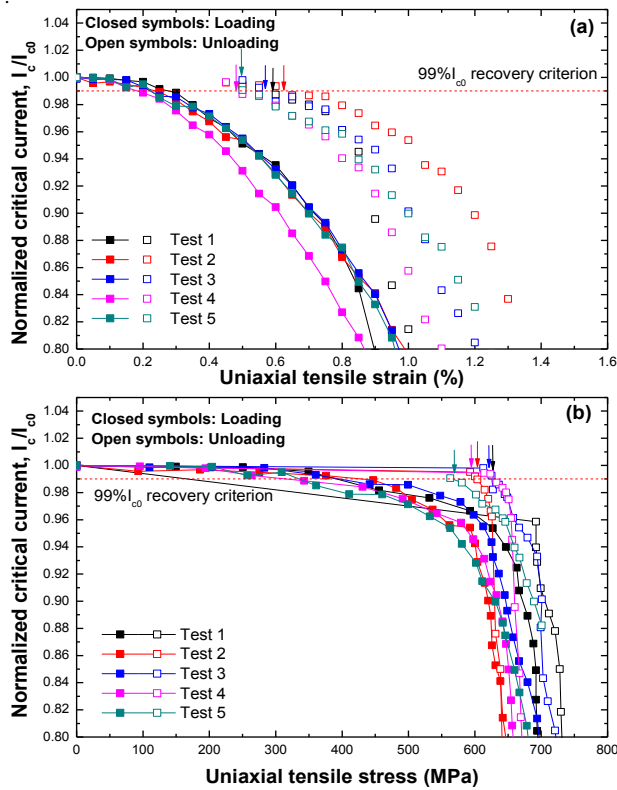 Closed symbols: Loading
Open symbols: Unloading
(a)
99%Ic0 recovery criterion
Normalized critical current, Ic/Ic0
1.04
1.02
1.00
0.98
0.96
0.94
0.92
0.90
0.88
0.86
0.84
0.82
0.80
Test 1
Test 2
Test 3
Test 4
Test 5
0.0 0.2 0.4 0.6 0.8 1.0 1.2 1.4 1.6
Uniaxial tensile strain (%)
Closed symbols: Loading
Open symbols: Unloading
(b)
99%Ic0 recovery criterion
Normalized critical current, Ic/Ic0
1.04
1.02
1.00
0.98
0.96
0.94
0.92
0.90
0.88
0.86
0.84
0.82
0.80
Test 1
Test 2
Test 3
Test 4
Test 5
0 100 200 300 400 500 600 700 800
Uniaxial tensile stress (MPa)